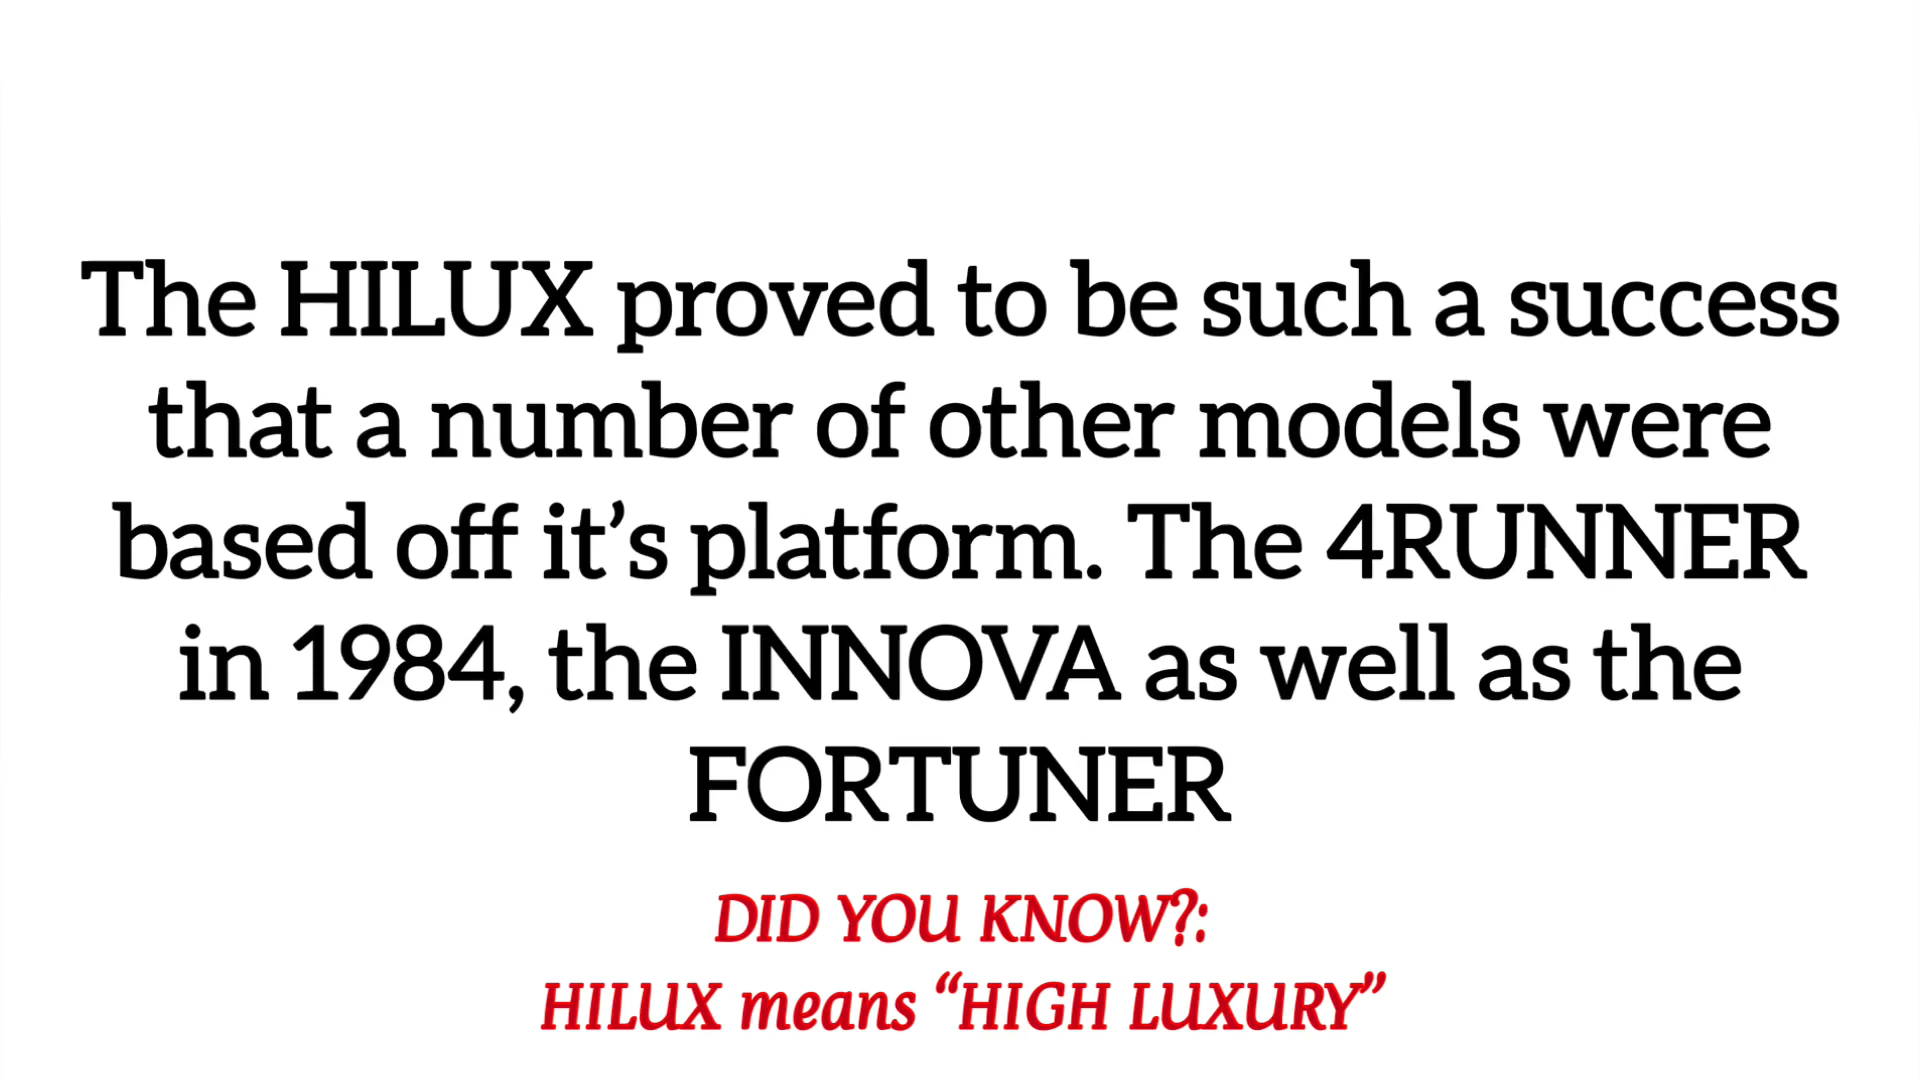 The HILUX proved to be such a success
that a number of other models were
based off it’s platform. The 4RUNNER
in 1984, the INNOVA as well as the
FORTUNER
DID YOU KNOW?:
HILUX means “HIGH LUXURY”